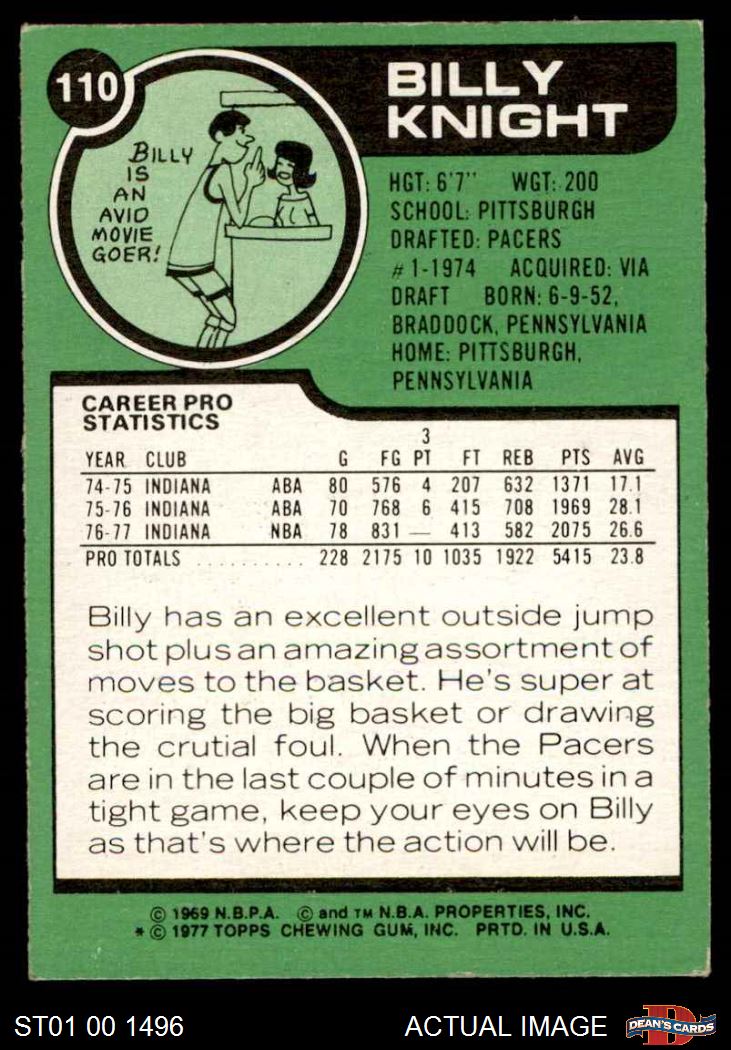 110
BILLY
KNIGHT
BILLY
IS
AN
AVID
MOVIE
GOER!
HGT: 6'7" WGT: 200
SCHOOL: PITTSBURGH
DRAFTED: PACERS
#1-1974 ACQUIRED: VIA
DRAFT BORN: 6-9-52,
BRADDOCK, PENNSYLVANIA
HOME: PITTSBURGH,
PENNSYLVANIA
CAREER PRO
STATISTICS
3
YEAR CLUB G FG PT FT REB PTS AVG
74-75 INDIANA ABA 80 576 4 207 632 1371 17.1
75-76 INDIANA ABA 70 768 6 415 708 1969 28.1
76-77 INDIANA NBA 78 831 — 413 582 2075 26.6
PRO TOTALS .......... 228 2175 10 1035 1922 5415 23.8
Billy has an excellent outside jump
shot plus an amazing assortment of
moves to the basket. He's super at
scoring the big basket or drawing
the crutial foul. When the Pacers
are in the last couple of minutes in a
tight game, keep your eyes on Billy
as that's where the action will be.
© 1969 N.B.P.A. © and TM N.B.A. PROPERTIES, INC.
* © 1977 TOPPS CHEWING GUM, INC. PRTD. IN U.S.A.
ST01 00 1496 ACTUAL IMAGE D DEAN'S CARDS